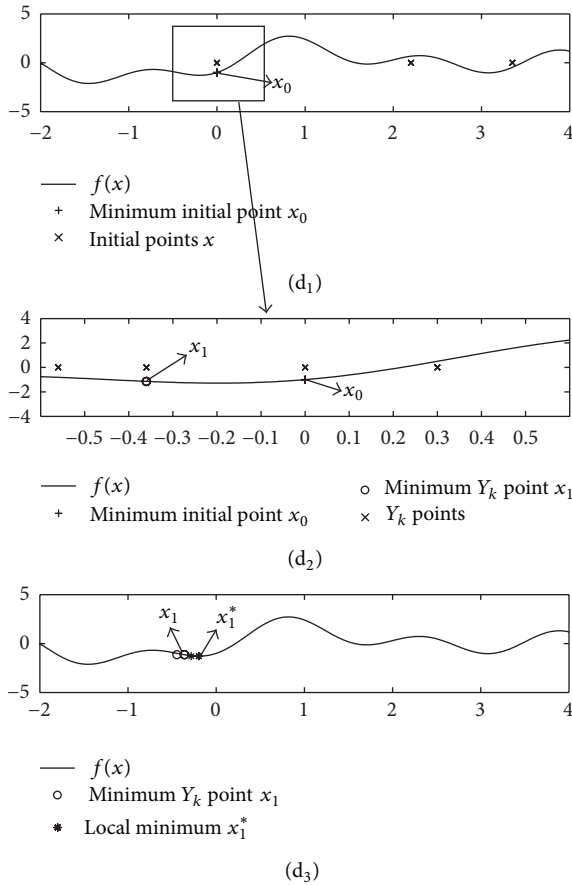 5
0
−5
x₀
−2 −1 0 1 2 3 4
f(x)
Minimum initial point x₀
Initial points x
(d₁)
4
2
0
−2
−4
x₁
x₀
−0.5 −0.4 −0.3 −0.2 −0.1 0 0.1 0.2 0.3 0.4 0.5
f(x)
Minimum initial point x₀
Minimum Yₖ point x₁
Yₖ points
(d₂)
5
0
−5
x₁ x₁*
−2 −1 0 1 2 3 4
f(x)
Minimum Yₖ point x₁
Local minimum x₁*
(d₃)